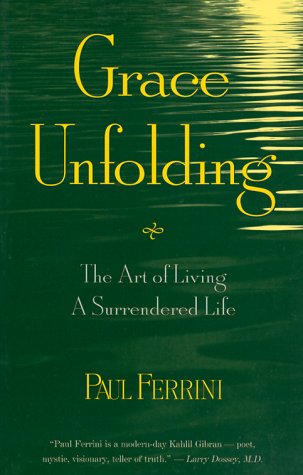 Grace
Unfolding
The Art of Living
A Surrendered Life
PAUL FERRINI
"Paul Ferrini is a modern-day Kahlil Gibran — poet,
mystic, visionary, teller of truth." — Larry Dossey, M.D.